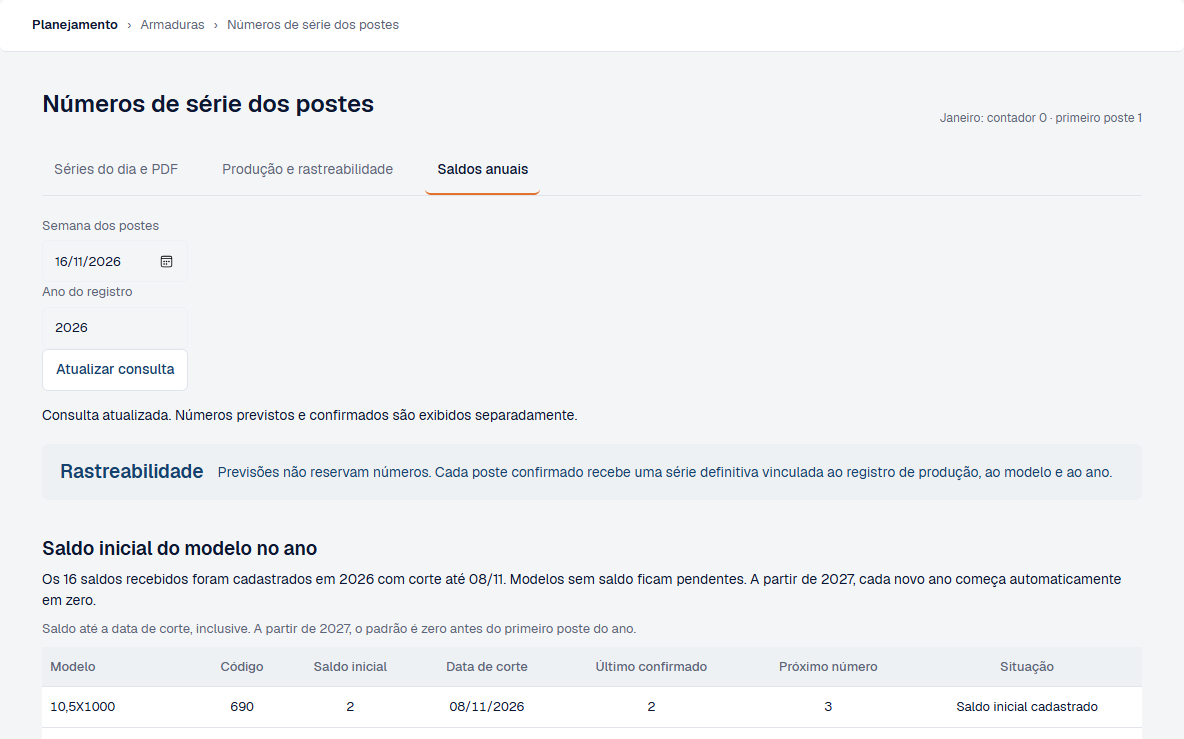 Planejamento › Armaduras › Números de série dos postes
Números de série dos postes
Janeiro: contador 0 · primeiro poste 1
Séries do dia e PDF Produção e rastreabilidade Saldos anuais
Semana dos postes
16/11/2026
Ano do registro
2026
Atualizar consulta
Consulta atualizada. Números previstos e confirmados são exibidos separadamente.
Rastreabilidade Previsões não reservam números. Cada poste confirmado recebe uma série definitiva vinculada ao registro de produção, ao modelo e ao ano.
Saldo inicial do modelo no ano
Os 16 saldos recebidos foram cadastrados em 2026 com corte até 08/11. Modelos sem saldo ficam pendentes. A partir de 2027, cada novo ano começa automaticamente
em zero.
Saldo até a data de corte, inclusive. A partir de 2027, o padrão é zero antes do primeiro poste do ano.
Modelo Código Saldo inicial Data de corte Último confirmado Próximo número Situação
10,5X1000 690 2 08/11/2026 2 3 Saldo inicial cadastrado